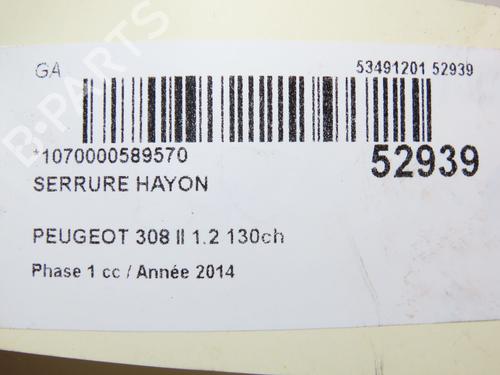 GA
53491201 52939
*1070000589570
52939
SERRURE HAYON
PEUGEOT 308 II 1.2 130ch
Phase 1 cc / Année 2014
B-PARTS